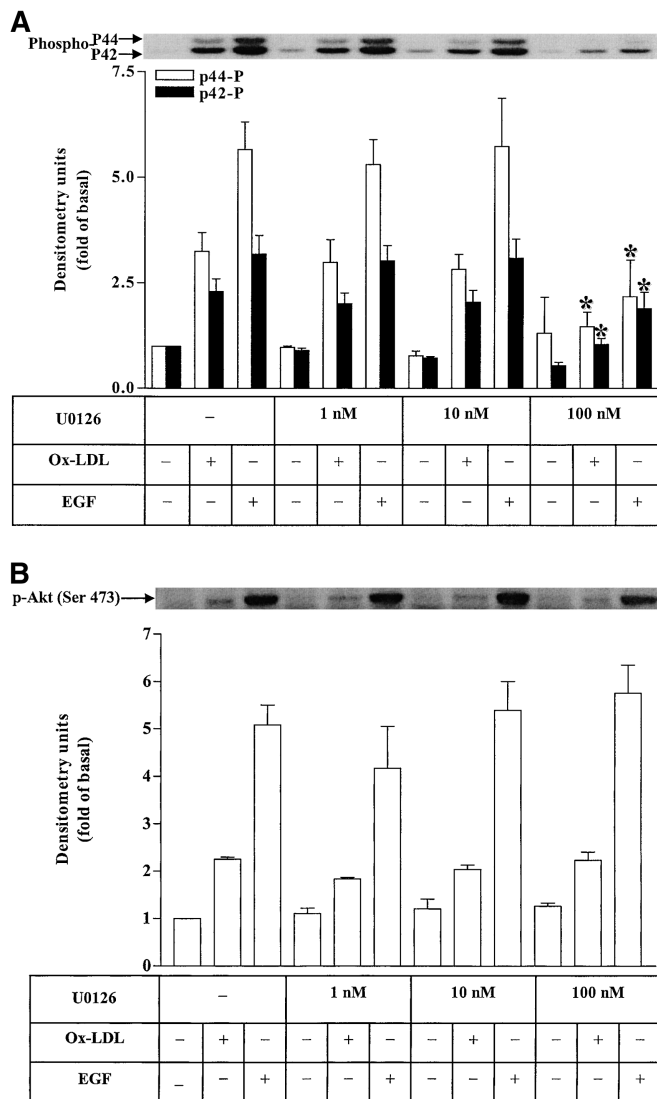 A
Phospho-
P44
P42
7.5
p44-P
p42-P
5.0
2.5
0.0
Densitometry units
(fold of basal)
* * * *
U0126 – 1 nM 10 nM 100 nM
Ox-LDL – + – – + – – + – – + –
EGF – – + – – + – – + – – +
B
p-Akt (Ser 473)
7
6
5
4
3
2
1
0
Densitometry units
(fold of basal)
U0126 – 1 nM 10 nM 100 nM
Ox-LDL – + – – + – – + – – + –
EGF – – + – – + – – + – – +